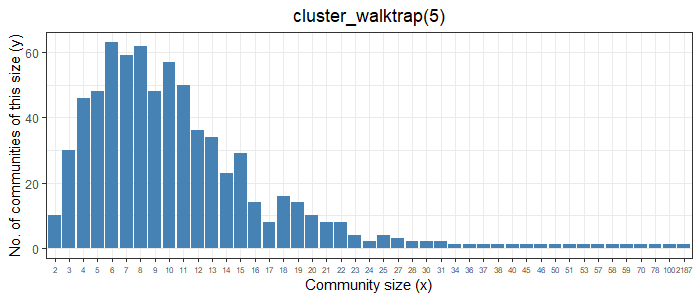 cluster_walktrap(5)
No. of communities of this size (y)
60
40
20
0
2 3 4 5 6 7 8 9 10 11 12 13 14 15 16 17 18 19 20 21 22 23 24 25 27 28 30 31 34 36 37 38 40 45 46 50 51 53 57 58 59 70 78 100 2187
Community size (x)